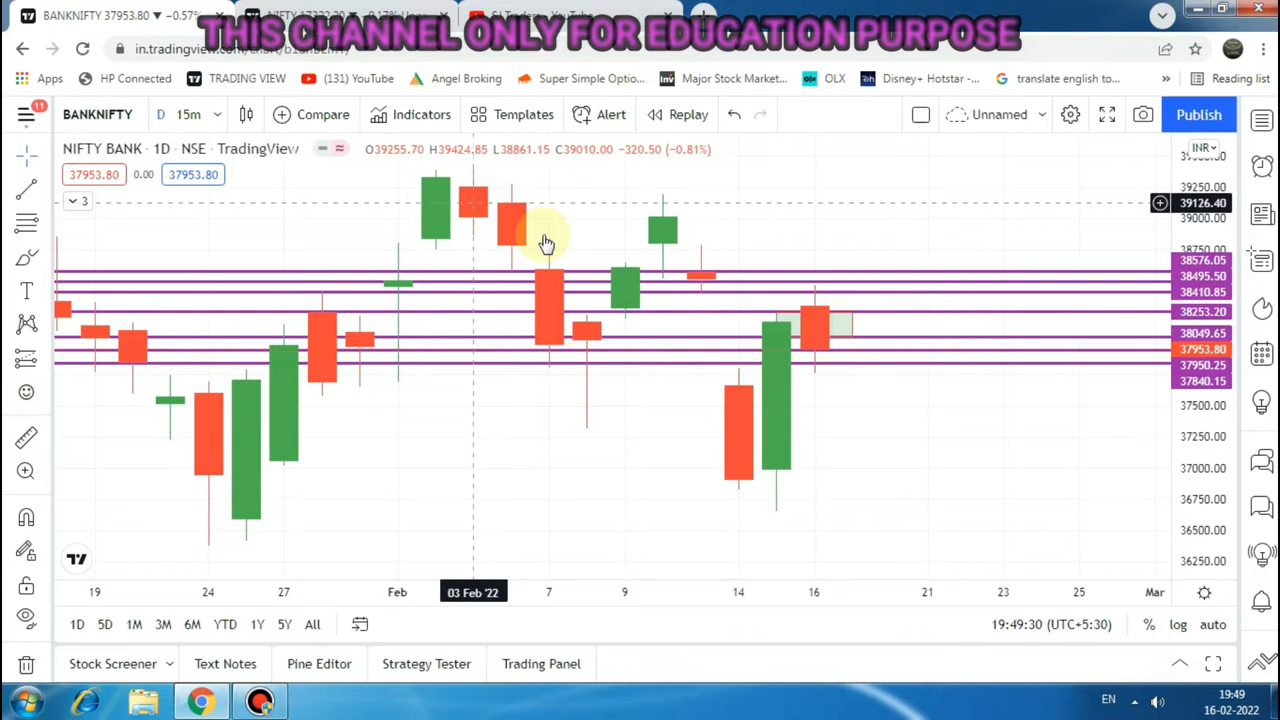 BANKNIFTY 37953.80 ▼ −0.57%
THIS CHANNEL ONLY FOR EDUCATION PURPOSE
Apps HP Connected TRADING VIEW (131) YouTube Angel Broking Super Simple Optio... Major Stock Market... OLX Disney+ Hotstar -... translate english to... » Reading list
11
BANKNIFTY D 15m Compare Indicators Templates Alert Replay Unnamed Publish
NIFTY BANK · 1D · NSE · TradingView O39255.70 H39424.85 L38861.15 C39010.00 −320.50 (−0.81%) INR
37953.80 0.00 37953.80
3
39250.00
39126.40
39000.00
38750.00
38576.05
38495.50
38410.85
38253.20
38049.65
37953.80
37950.25
37840.15
37500.00
37250.00
37000.00
36750.00
36500.00
36250.00
19 24 27 Feb 03 Feb '22 7 9 14 16 21 23 25 Mar
1D 5D 1M 3M 6M YTD 1Y 5Y All 19:49:30 (UTC+5:30) % log auto
Stock Screener Text Notes Pine Editor Strategy Tester Trading Panel
EN 19:49
16-02-2022